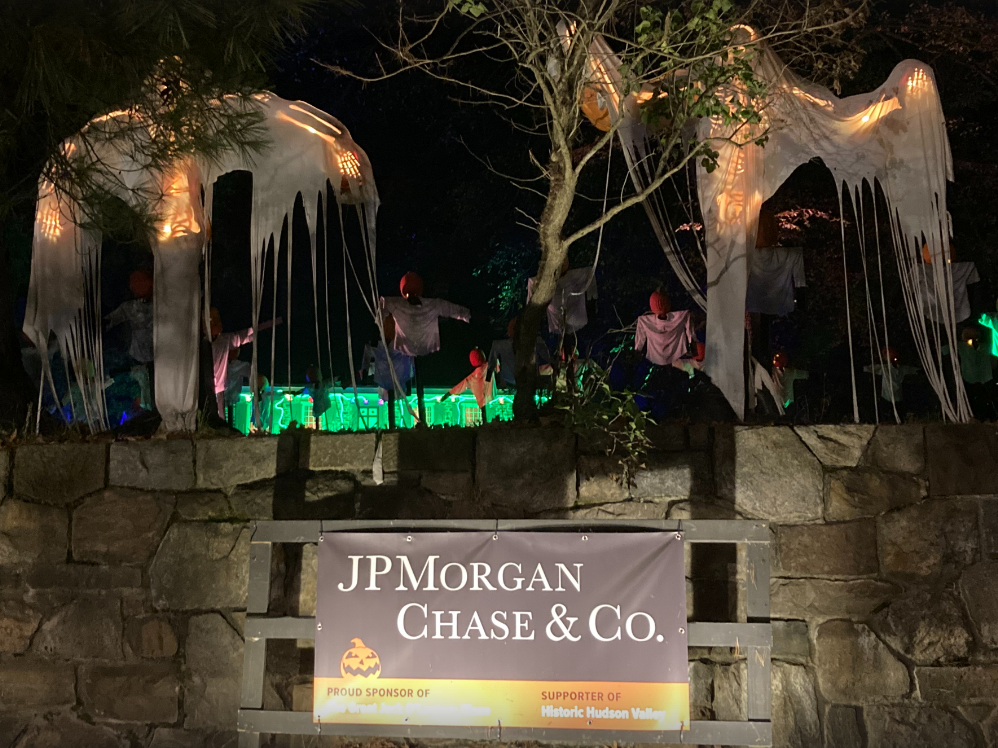 JPMORGAN
CHASE & CO.
PROUD SPONSOR OF
SUPPORTER OF
Historic Hudson Valley